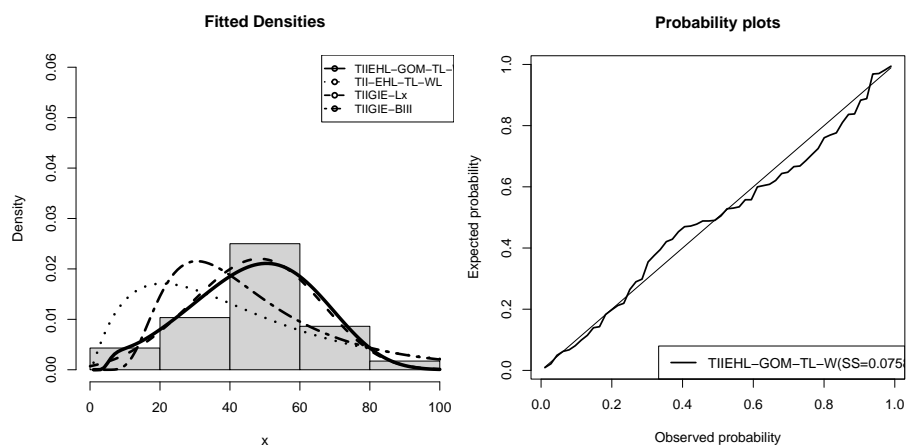 Fitted Densities
TIIEHL−GOM−TL−
TII−EHL−TL−WL
TIIGIE−Lx
TIIGIE−BIII
Density
0.06
0.05
0.04
0.03
0.02
0.01
0.00
0 20 40 60 80 100
x
Probability plots
Expected probability
1.0
0.8
0.6
0.4
0.2
0.0
TIIEHL−GOM−TL−W(SS=0.075
0.0 0.2 0.4 0.6 0.8 1.0
Observed probability